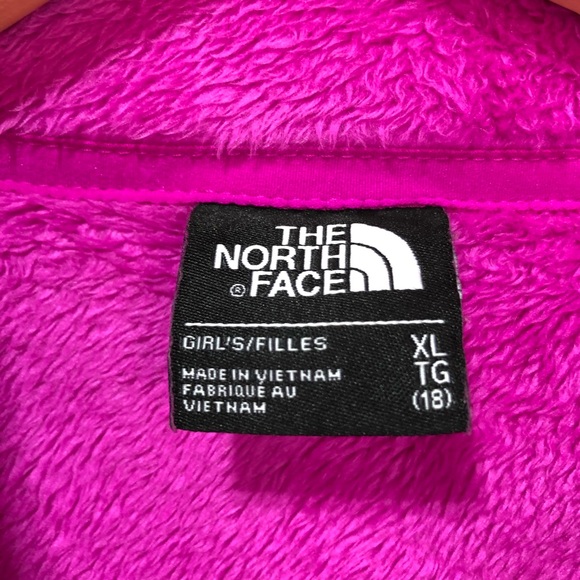 THE
NORTH
® FACE
GIRL'S/FILLES XL
MADE IN VIETNAM TG
FABRIQUÉ AU
VIETNAM (18)